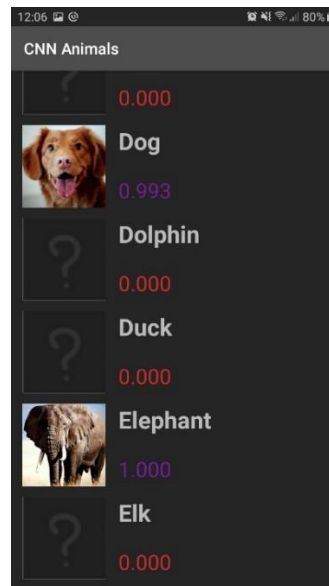 12:06 80%
CNN Animals
0.000
Dog
0.993
Dolphin
0.000
Duck
0.000
Elephant
1.000
Elk
0.000